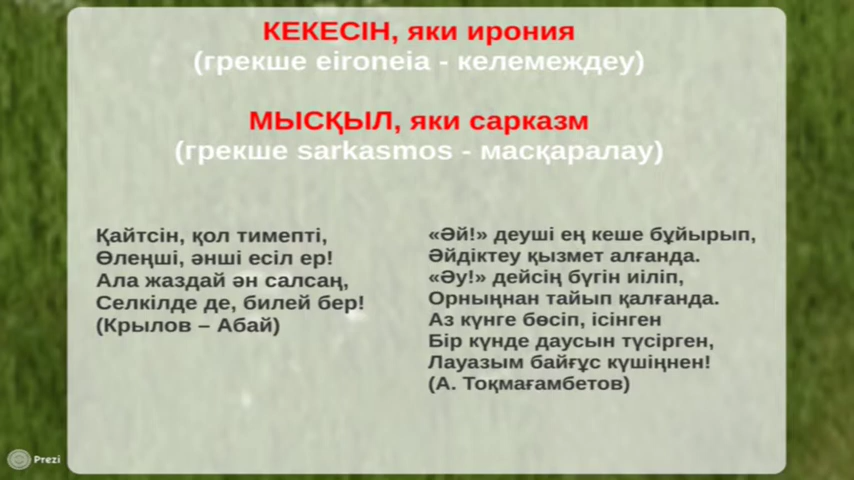 КЕКЕСІН, яки ирония
(грекше eironeia - келемеждеу)
МЫСҚЫЛ, яки сарказм
(грекше sarkasmos - масқаралау)
Қайтсін, қол тимепті,
Өлеңші, әнші есіл ер!
Ала жаздай ән салсаң,
Селкілде де, билей бер!
(Крылов – Абай)
«Әй!» деуші ең кеше бұйырып,
Әйдіктеу қызмет алғанда.
«Әу!» дейсің бүгін иіліп,
Орныңнан тайып қалғанда.
Аз күнге бөсіп, ісінген
Бір күнде даусын түсірген,
Лауазым байғұс күшіңнен!
(А. Тоқмағамбетов)
Prezi